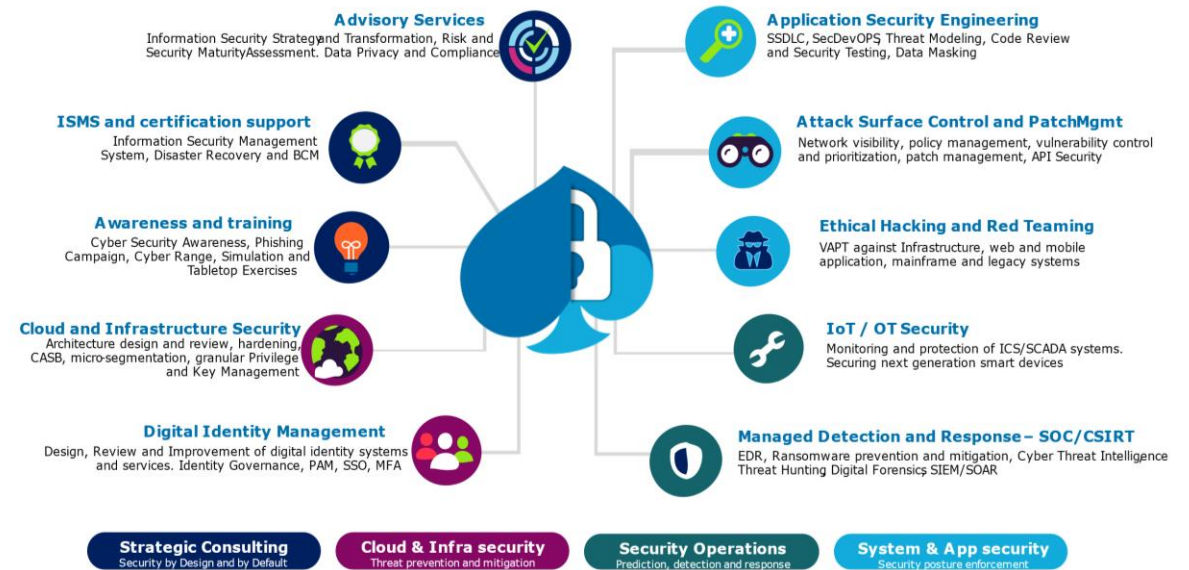 Advisory Services
Information Security Strategyand Transformation, Risk and
Security MaturityAssessment. Data Privacy and Compliance
ISMS and certification support
Information Security Management
System, Disaster Recovery and BCM
Awareness and training
Cyber Security Awareness, Phishing
Campaign, Cyber Range, Simulation and
Tabletop Exercises
Cloud and Infrastructure Security
Architecture design and review, hardening,
CASB, micro-segmentation, granular Privilege
and Key Management
Digital Identity Management
Design, Review and Improvement of digital identity systems
and services. Identity Governance, PAM, SSO, MFA
Application Security Engineering
SSDLC, SecDevOPS, Threat Modeling, Code Review
and Security Testing, Data Masking
Attack Surface Control and PatchMgmt
Network visibility, policy management, vulnerability control
and prioritization, patch management, API Security
Ethical Hacking and Red Teaming
VAPT against Infrastructure, web and mobile
application, mainframe and legacy systems
IoT / OT Security
Monitoring and protection of ICS/SCADA systems.
Securing next generation smart devices
Managed Detection and Response – SOC/CSIRT
EDR, Ransomware prevention and mitigation, Cyber Threat Intelligence,
Threat Hunting, Digital Forensics, SIEM/SOAR
Strategic Consulting
Security by Design and by Default
Cloud & Infra security
Threat prevention and mitigation
Security Operations
Prediction, detection and response
System & App security
Security posture enforcement